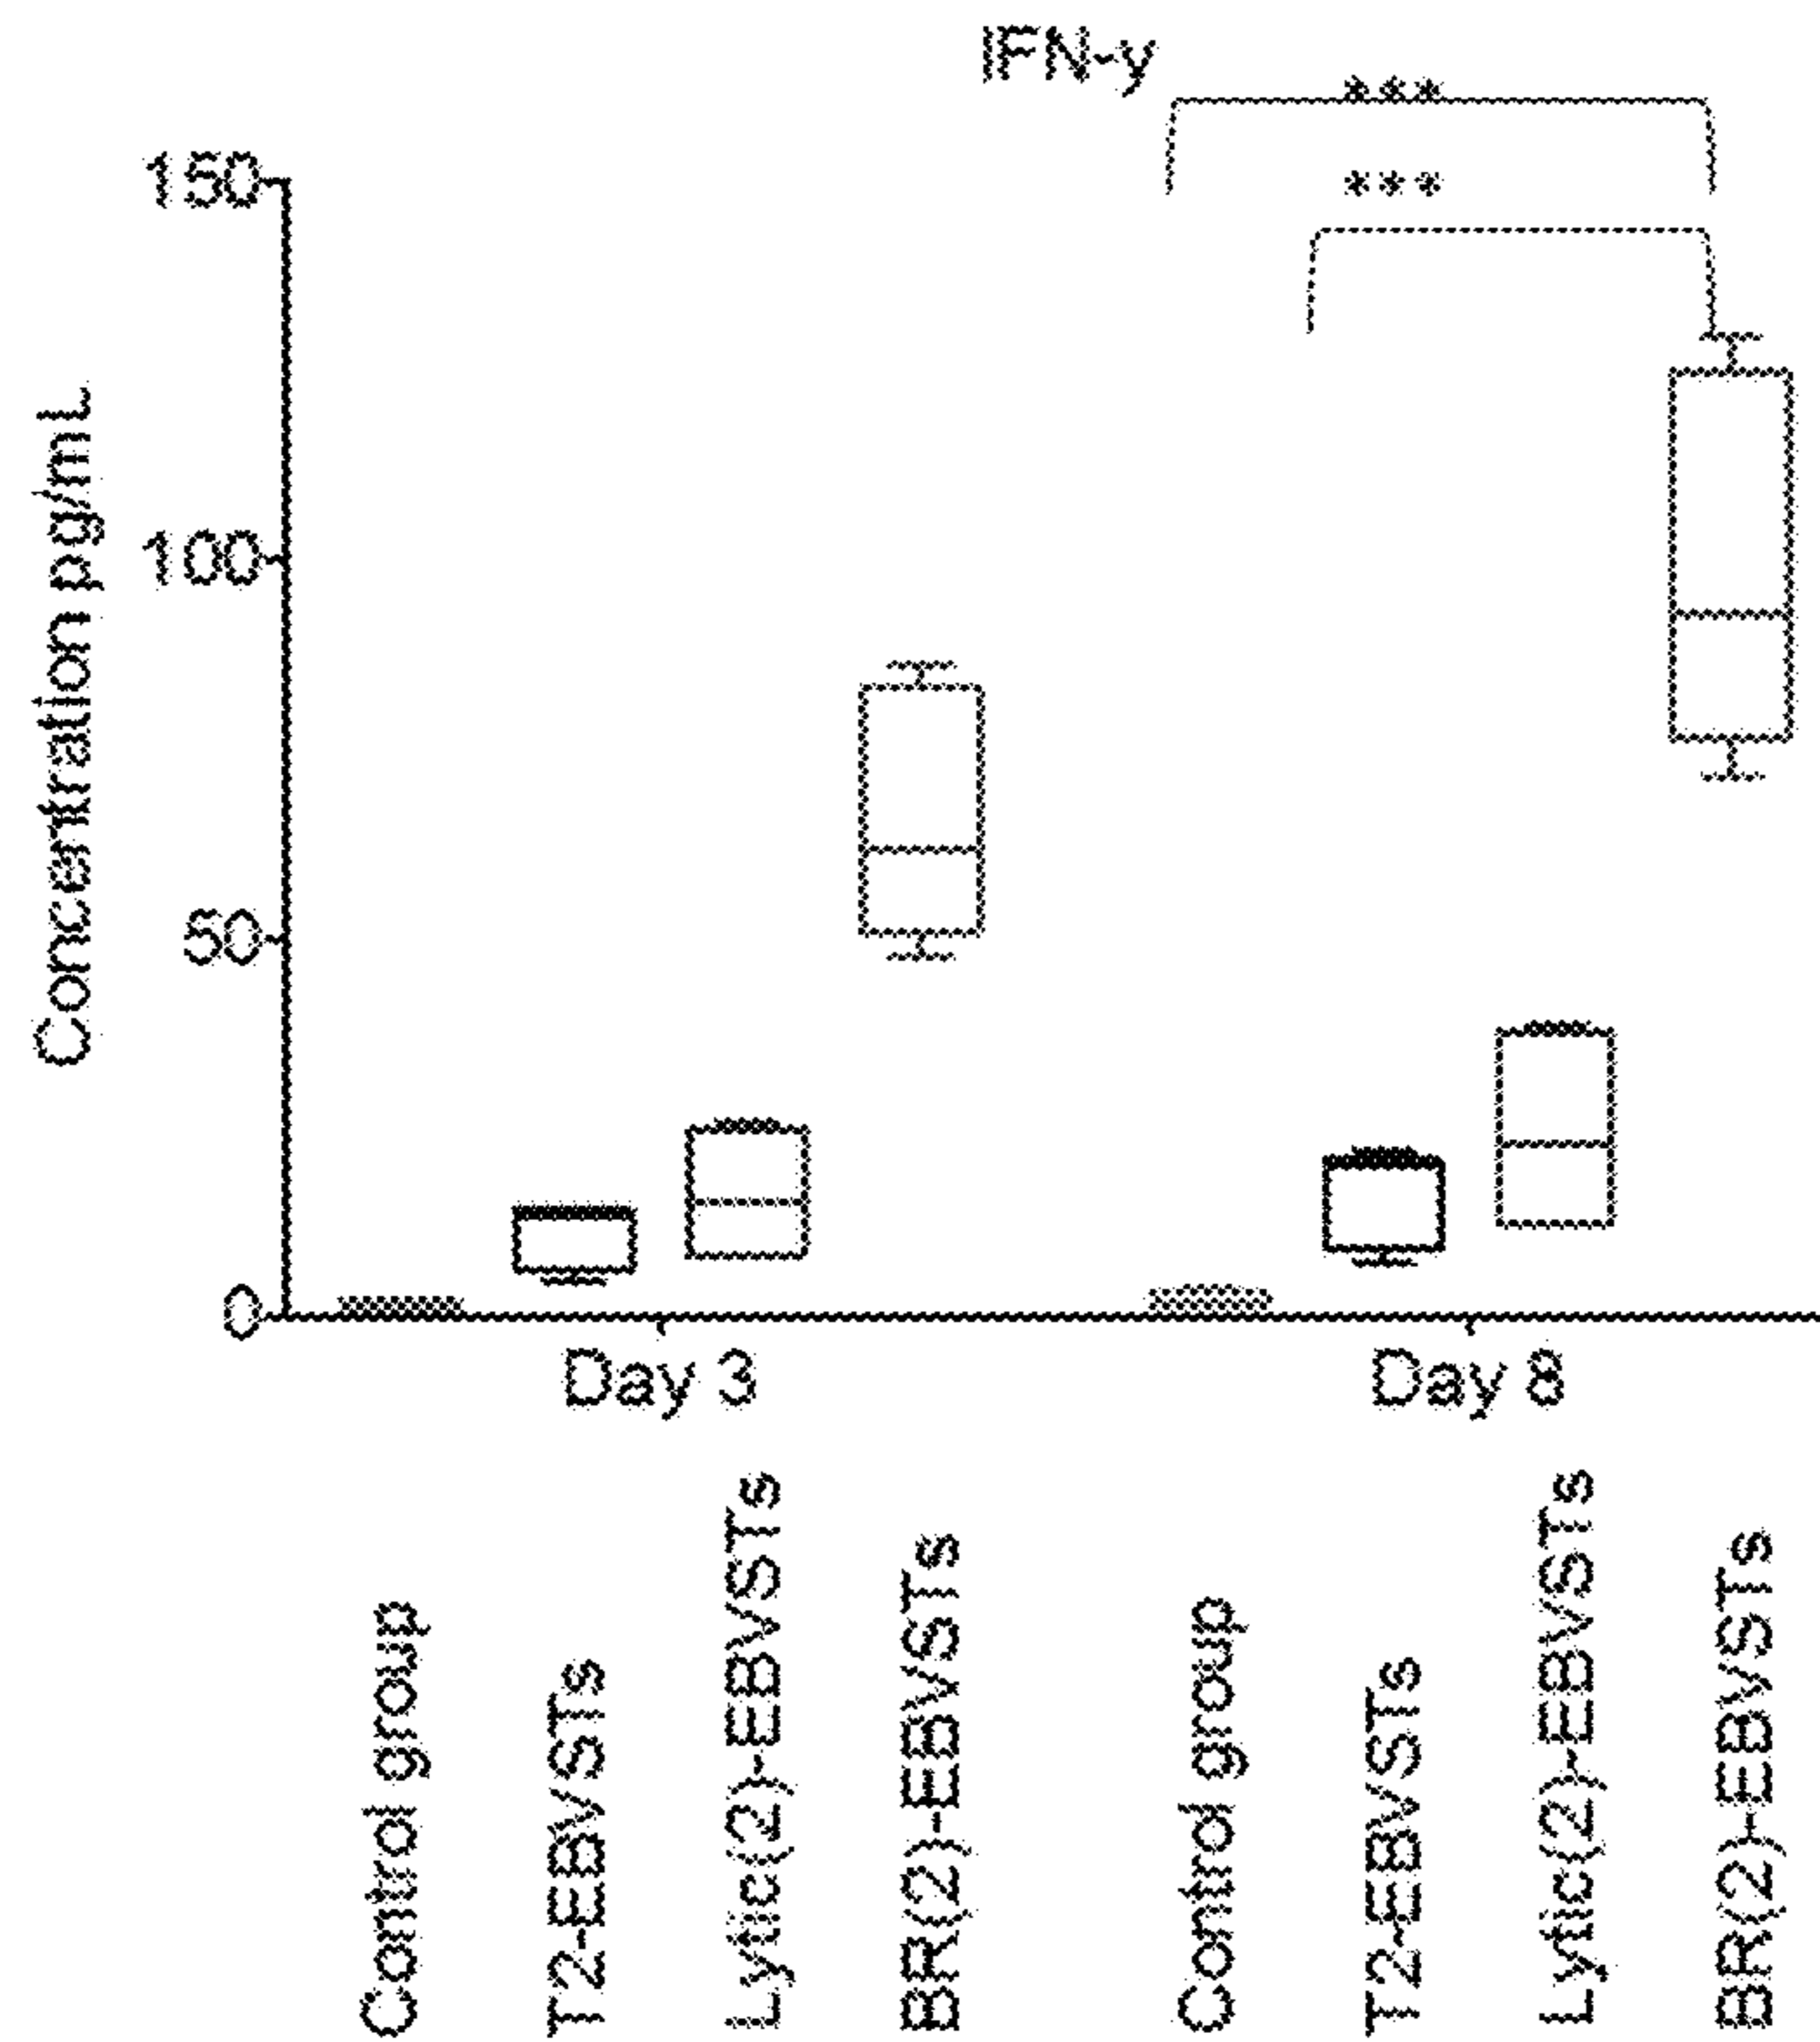 IFN-y
***
***
Concentration pg/mL
150
100
50
0
Day 3
Day 8
Control group
T2-EBVSTs
Lytic(2)-EBVSTs
BR(2)-EBVSTs
Control group
T2-EBVSTs
Lytic(2)-EBVSTs
BR(2)-EBVSTs